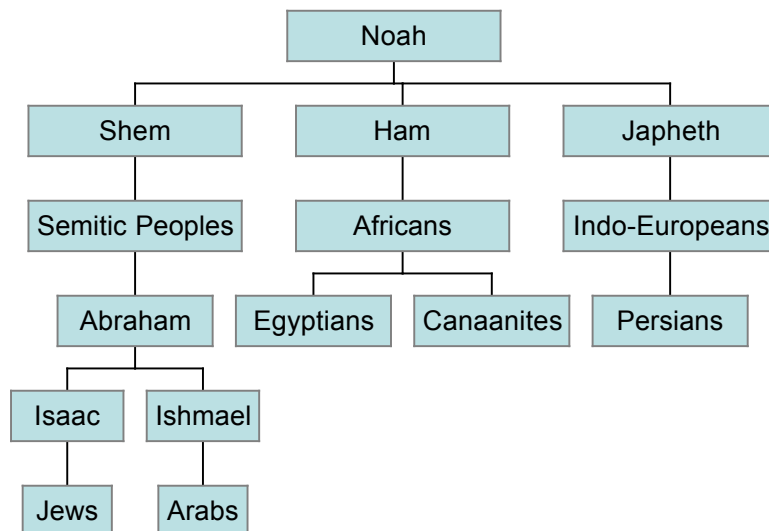 Noah
Shem
Ham
Japheth
Semitic Peoples
Africans
Indo-Europeans
Abraham
Egyptians
Canaanites
Persians
Isaac
Ishmael
Jews
Arabs